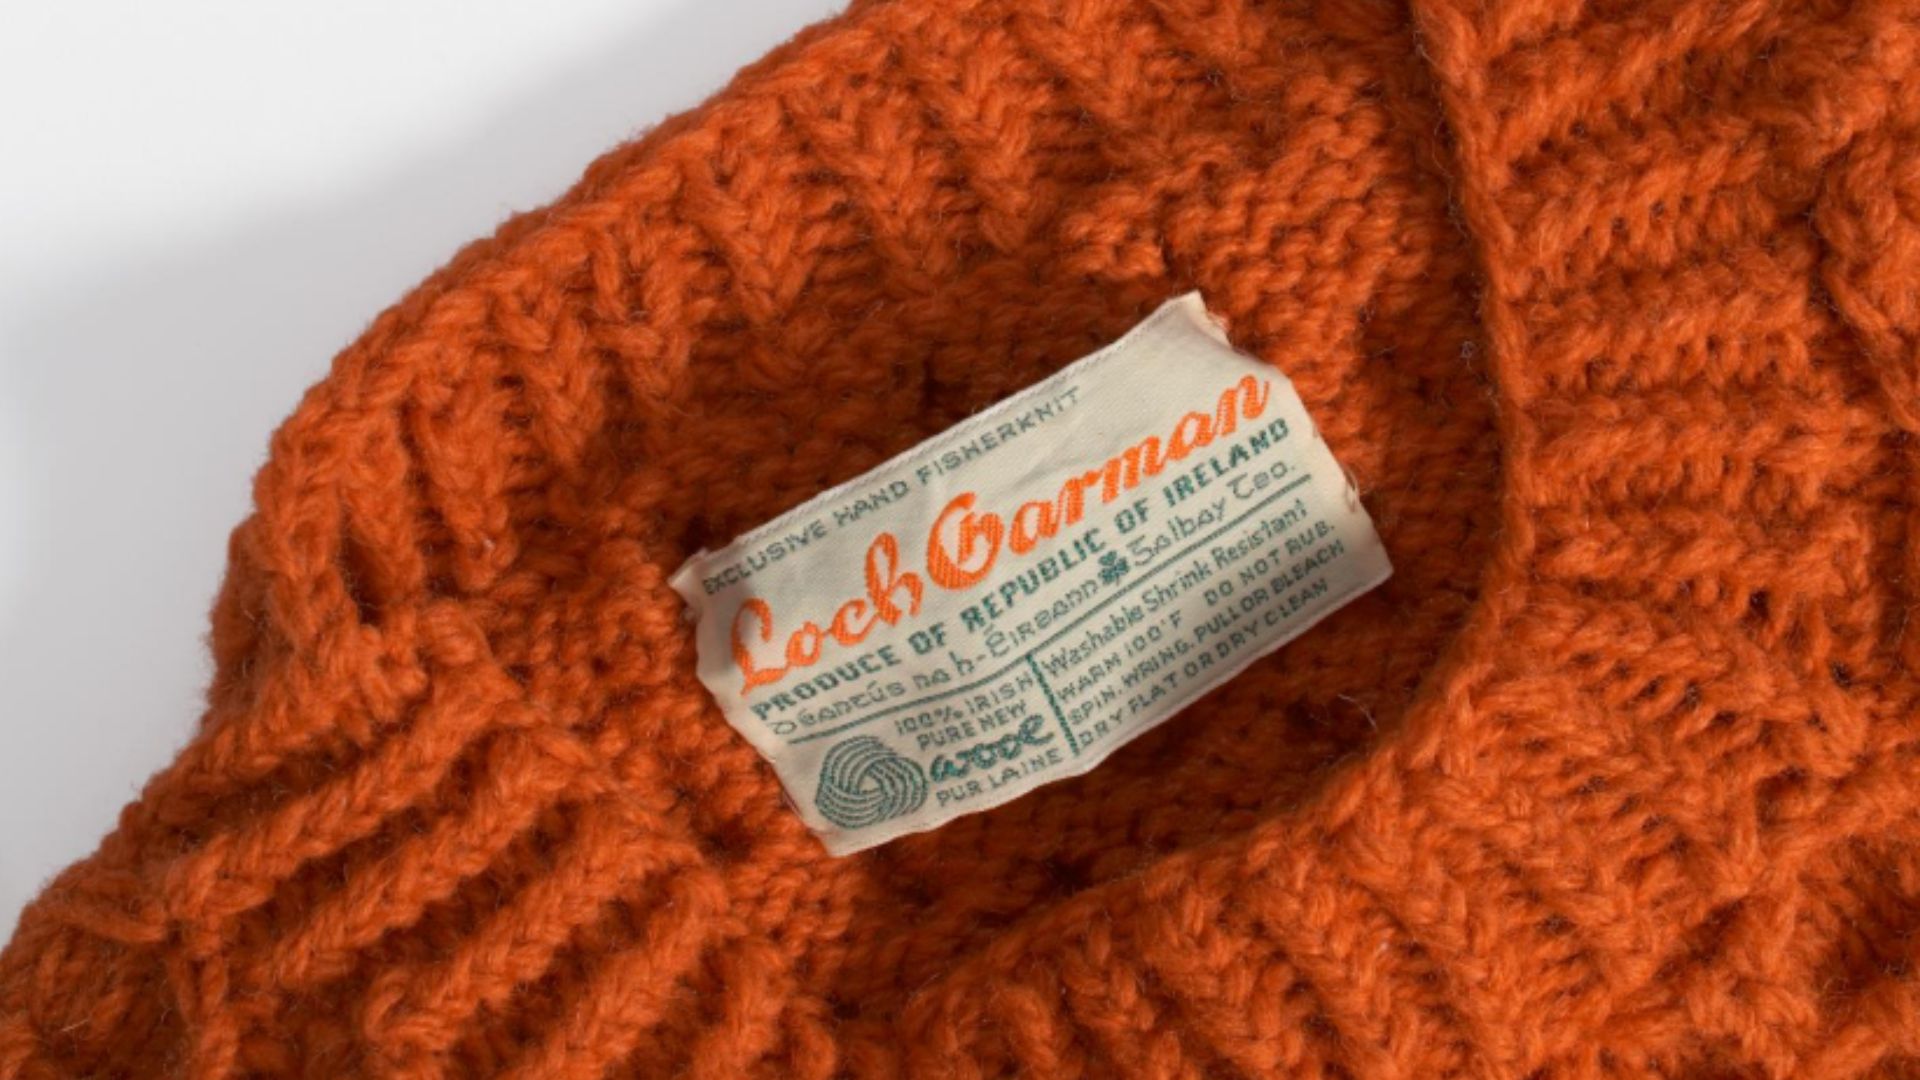 EXCLUSIVE HAND FISHERKNIT
Loch Garman
PRODUCE OF REPUBLIC OF IRELAND
Déantús na h-Éireann Salbay Teo.
100% IRISH
PURE NEW
wool
PUR LAINE
Washable Shrink Resistant
WARM 100°F DO NOT RUB.
SPIN, WRING, PULL OR BLEACH
DRY FLAT OR DRY CLEAN